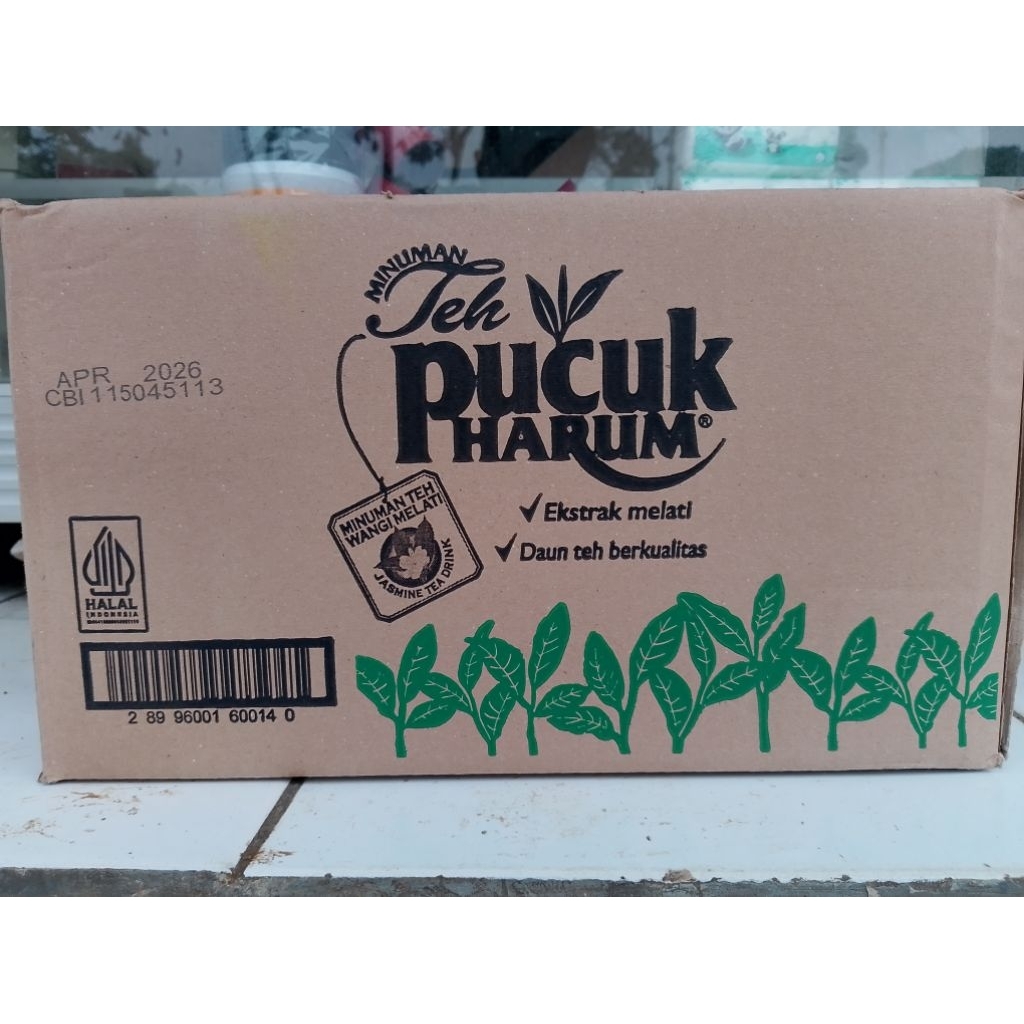 MINUMAN
Teh
pucuk
HARUM®
APR 2026
CBI 115045113
MINUMAN TEH
WANGI MELATI
JASMINE TEA DRINK
✓ Ekstrak melati
✓ Daun teh berkualitas
HALAL
INDONESIA
2 89 96001 60014 0